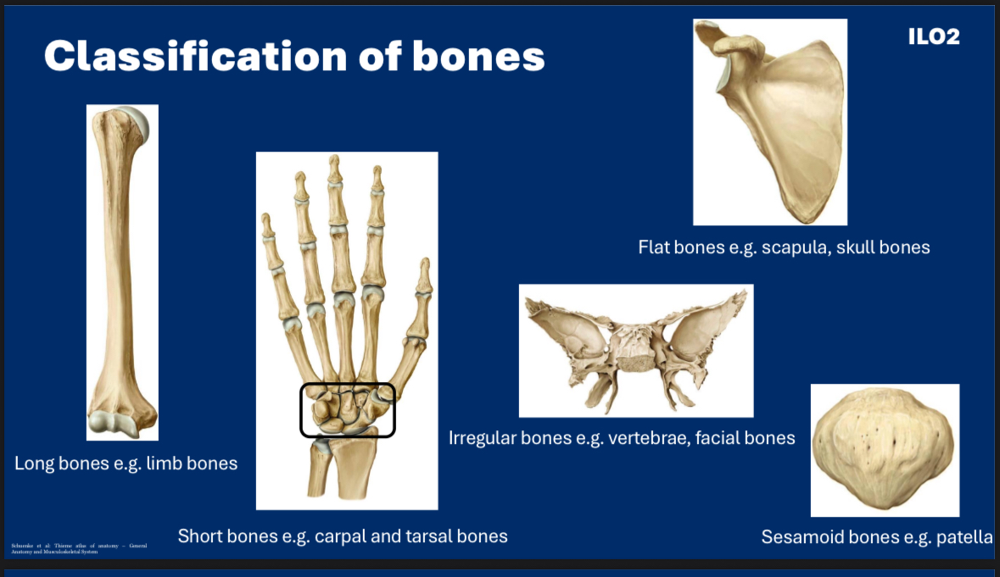 Classification of bones
ILO2
Flat bones e.g. scapula, skull bones
Irregular bones e.g. vertebrae, facial bones
Long bones e.g. limb bones
Short bones e.g. carpal and tarsal bones
Sesamoid bones e.g. patella
Schuenke et al: Thieme atlas of anatomy – General
Anatomy and Musculoskeletal System